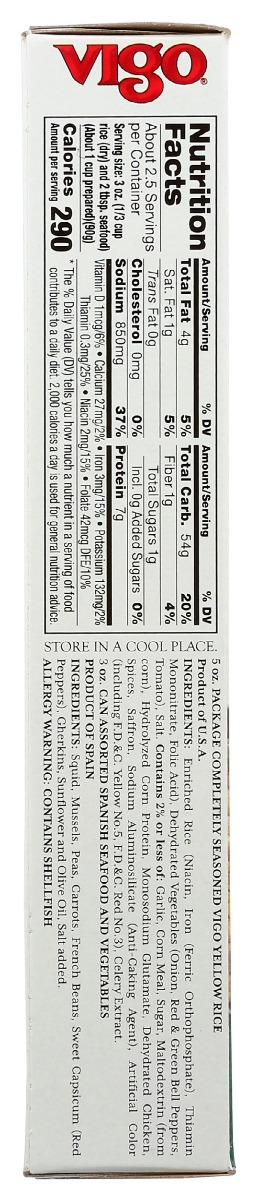 VIGO®
Nutrition
Facts
About 2.5 Servings
per Container
Serving size: 3 oz. (1/3 cup
rice (dry) and 2 tbsp. seafood)
(About 1 cup prepared)(90g)
Calories 290
Amount per serving
Amount/Serving % DV
Total Fat 4g 5%
Sat. Fat 1g 5%
Trans Fat 0g
Cholesterol 0mg 0%
Sodium 850mg 37%
Amount/Serving % DV
Total Carb. 54g 20%
Fiber 1g 4%
Total Sugars 1g
Incl. 0g Added Sugars 0%
Protein 7g
Vitamin D 1mcg/6% • Calcium 27mg/2% • Iron 3mg/15% • Potassium 132mg/2%
Thiamin 0.3mg/25% • Niacin 2mg/15% • Folate 42mcg DFE/10%
* The % Daily Value (DV) tells you how much a nutrient in a serving of food
contributes to a daily diet. 2,000 calories a day is used for general nutrition advice.
STORE IN A COOL PLACE.
5 oz. PACKAGE COMPLETELY SEASONED VIGO YELLOW RICE
Product of U.S.A.
INGREDIENTS: Enriched Rice (Niacin, Iron (Ferric Orthophosphate), Thiamin
Mononitrate, Folic Acid), Dehydrated Vegetables (Onion, Red & Green Bell Peppers,
Tomato), Salt. Contains 2% or less of: Garlic, Corn Meal, Sugar, Maltodextrin (from
corn), Hydrolyzed Corn Protein, Monosodium Glutamate, Dehydrated Chicken,
Spices, Saffron, Sodium Aluminosilicate (Anti-Caking Agent), Artificial Color
(including F.D.&C. Yellow No.5, F.D.&C. Red No.3), Celery Extract.
3 oz. CAN ASSORTED SPANISH SEAFOOD AND VEGETABLES
PRODUCT OF SPAIN
INGREDIENTS: Squid, Mussels, Peas, Carrots, French Beans, Sweet Capsicum (Red
Peppers), Gherkins, Sunflower and Olive Oil, Salt added.
ALLERGY WARNING: CONTAINS SHELLFISH